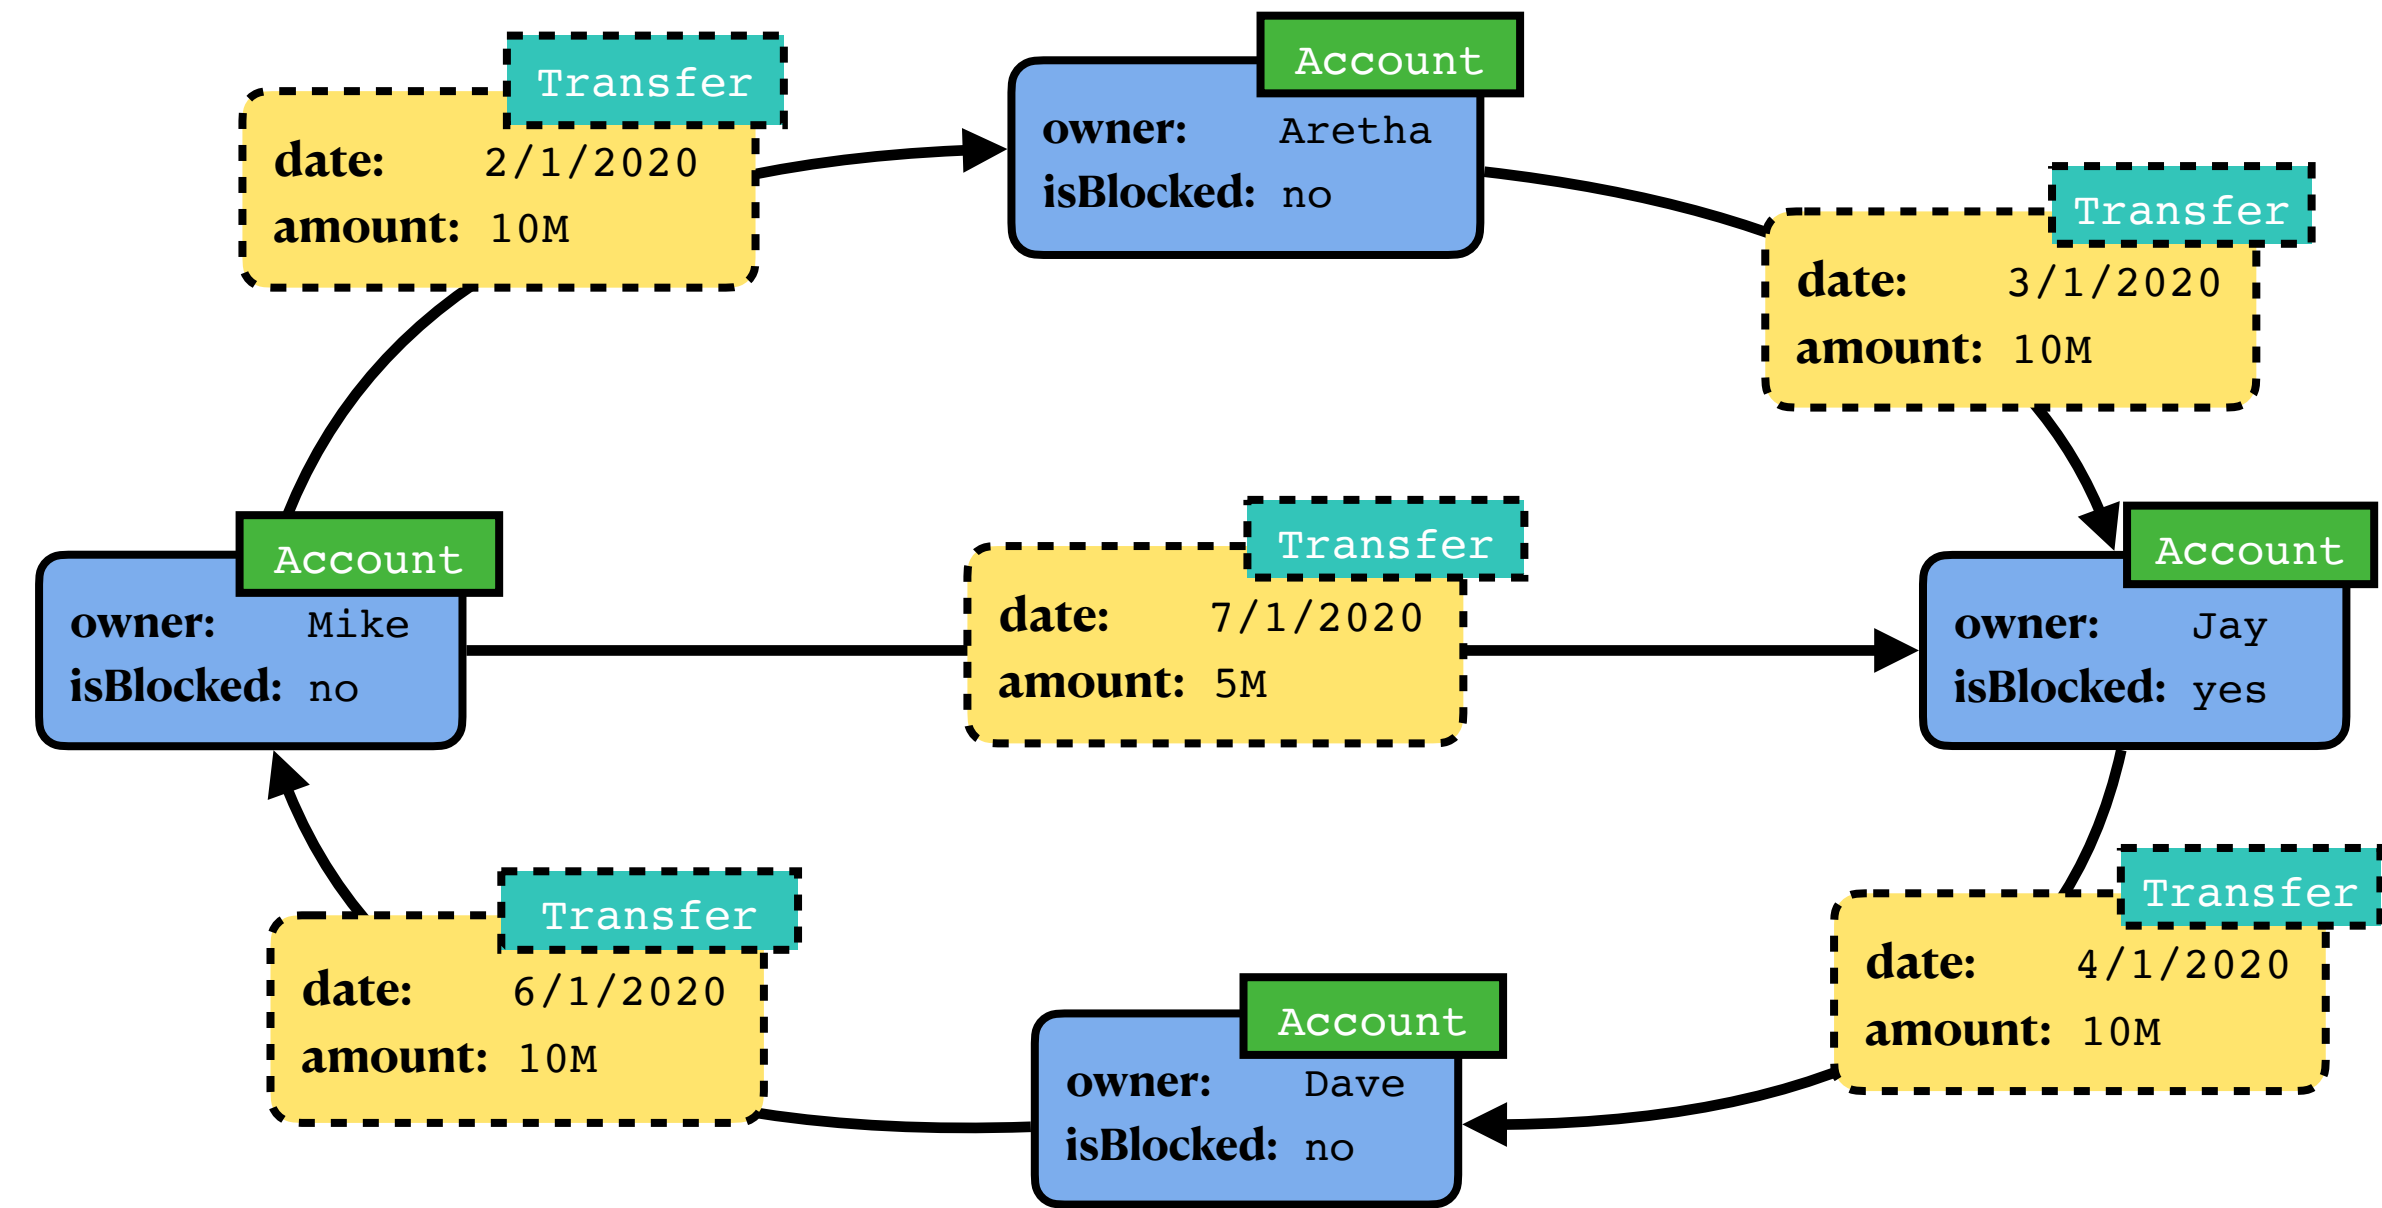 Account
owner: Aretha
isBlocked: no
Transfer
date: 2/1/2020
amount: 10M
Transfer
date: 3/1/2020
amount: 10M
Account
owner: Mike
isBlocked: no
Transfer
date: 7/1/2020
amount: 5M
Account
owner: Jay
isBlocked: yes
Transfer
date: 6/1/2020
amount: 10M
Account
owner: Dave
isBlocked: no
Transfer
date: 4/1/2020
amount: 10M